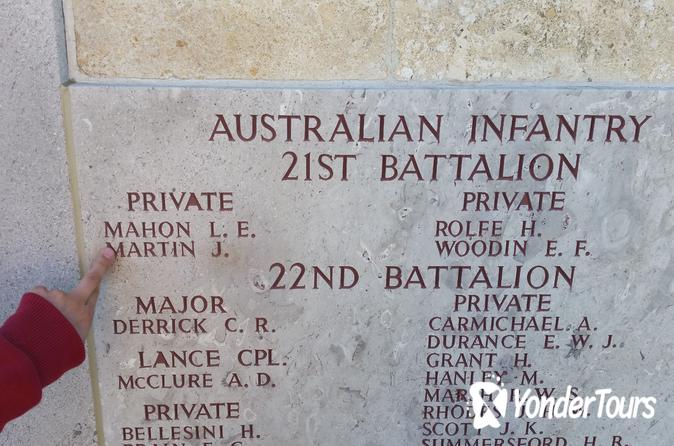 AUSTRALIAN INFANTRY
21ST BATTALION
PRIVATE
MAHON L. E.
MARTIN J.
PRIVATE
ROLFE H.
WOODIN E. F.
22ND BATTALION
MAJOR
DERRICK C. R.
LANCE CPL.
MCCLURE A. D.
PRIVATE
BELLESINI H.
PRIVATE
CARMICHAEL A.
DURANCE E. W. J.
GRANT H.
HANLEY M.
SCOTT J. K.
SUMMERSFORD H. R.
YonderTours